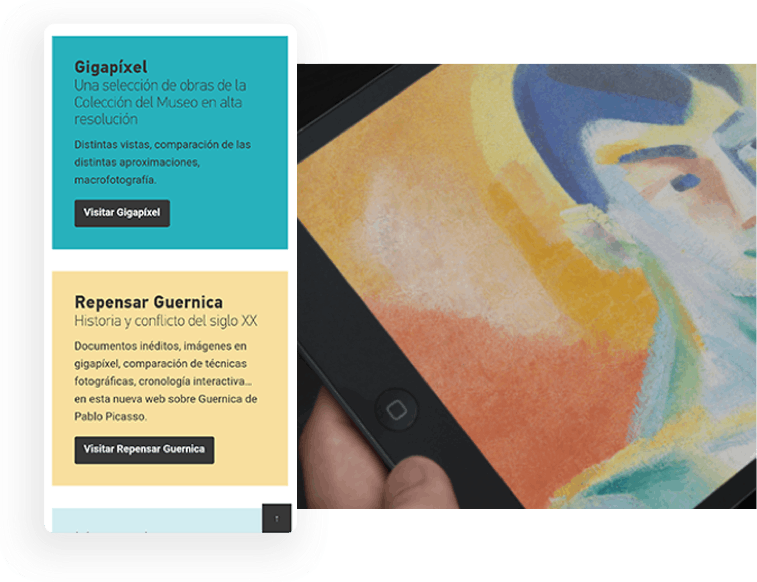 Gigapíxel
Una selección de obras de la
Colección del Museo en alta
resolución
Distintas vistas, comparación de las
distintas aproximaciones,
macrofotografía.
Visitar Gigapíxel
Repensar Guernica
Historia y conflicto del siglo XX
Documentos inéditos, imágenes en
gigapíxel, comparación de técnicas
fotográficas, cronología interactiva...
en esta nueva web sobre Guernica de
Pablo Picasso.
Visitar Repensar Guernica
↑